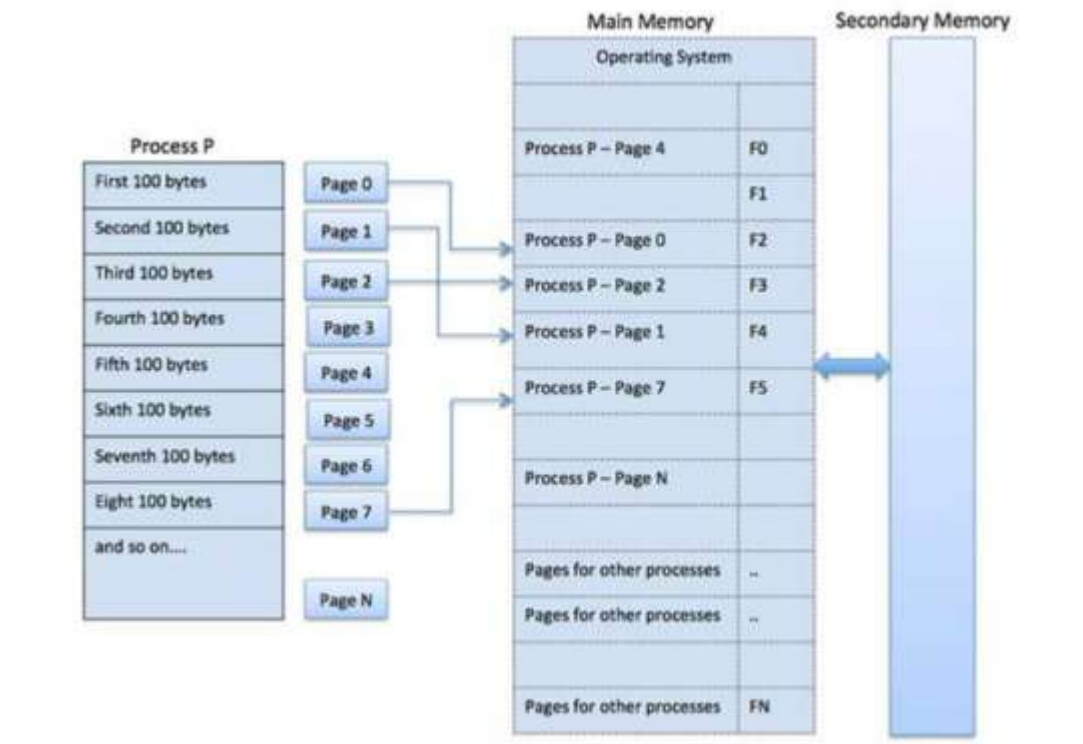 Main Memory
Secondary Memory
Operating System
Process P
First 100 bytes
Second 100 bytes
Third 100 bytes
Fourth 100 bytes
Fifth 100 bytes
Sixth 100 bytes
Seventh 100 bytes
Eight 100 bytes
and so on....
Page 0
Page 1
Page 2
Page 3
Page 4
Page 5
Page 6
Page 7
Page N
Process P – Page 4 F0
F1
Process P – Page 0 F2
Process P – Page 2 F3
Process P – Page 1 F4
Process P – Page 7 F5
Process P – Page N
Pages for other processes ..
Pages for other processes ..
Pages for other processes FN